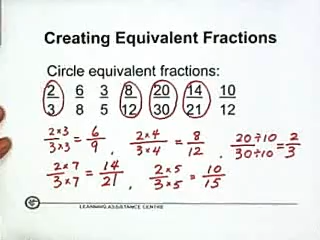 Creating Equivalent Fractions
Circle equivalent fractions:
2/3 6/8 3/5 8/12 20/30 14/21 10/12
2×3/3×3 = 6/9 , 2×4/3×4 = 8/12 , 20÷10/30÷10 = 2/3
2×7/3×7 = 14/21 , 2×5/3×5 = 10/15
LEARNING ASSISTANCE CENTRE